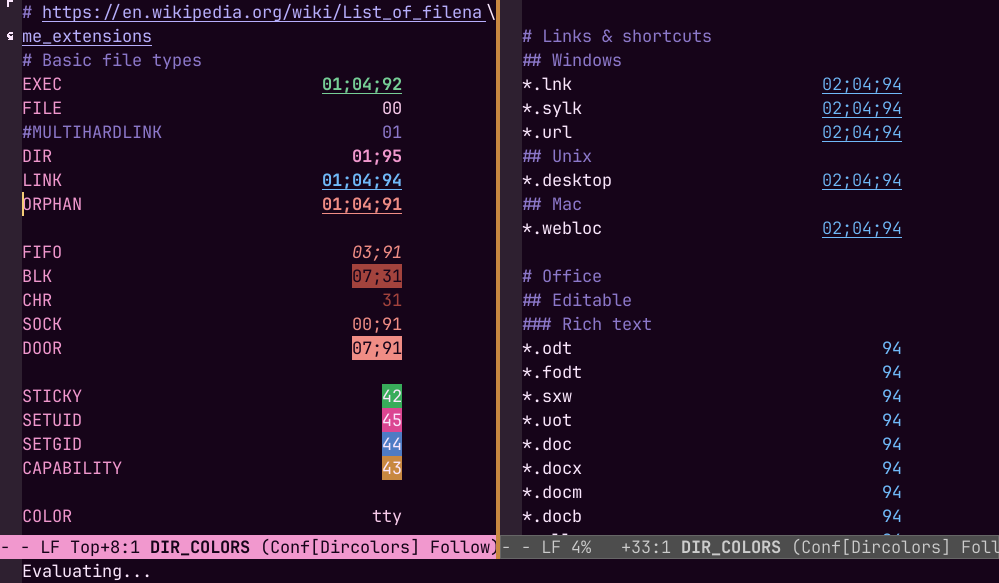 # https://en.wikipedia.org/wiki/List_of_filena\
me_extensions
# Basic file types
EXEC 01;04;92
FILE 00
#MULTIHARDLINK 01
DIR 01;95
LINK 01;04;94
ORPHAN 01;04;91
FIFO 03;91
BLK 07;31
CHR 31
SOCK 00;91
DOOR 07;91
STICKY 42
SETUID 45
SETGID 44
CAPABILITY 43
COLOR tty
- - LF Top+8:1 DIR_COLORS (Conf[Dircolors] Follow)
# Links & shortcuts
## Windows
*.lnk 02;04;94
*.sylk 02;04;94
*.url 02;04;94
## Unix
*.desktop 02;04;94
## Mac
*.webloc 02;04;94
# Office
## Editable
### Rich text
*.odt 94
*.fodt 94
*.sxw 94
*.uot 94
*.doc 94
*.docx 94
*.docm 94
*.docb 94
- - LF 4% +33:1 DIR_COLORS (Conf[Dircolors] Foll
Evaluating...